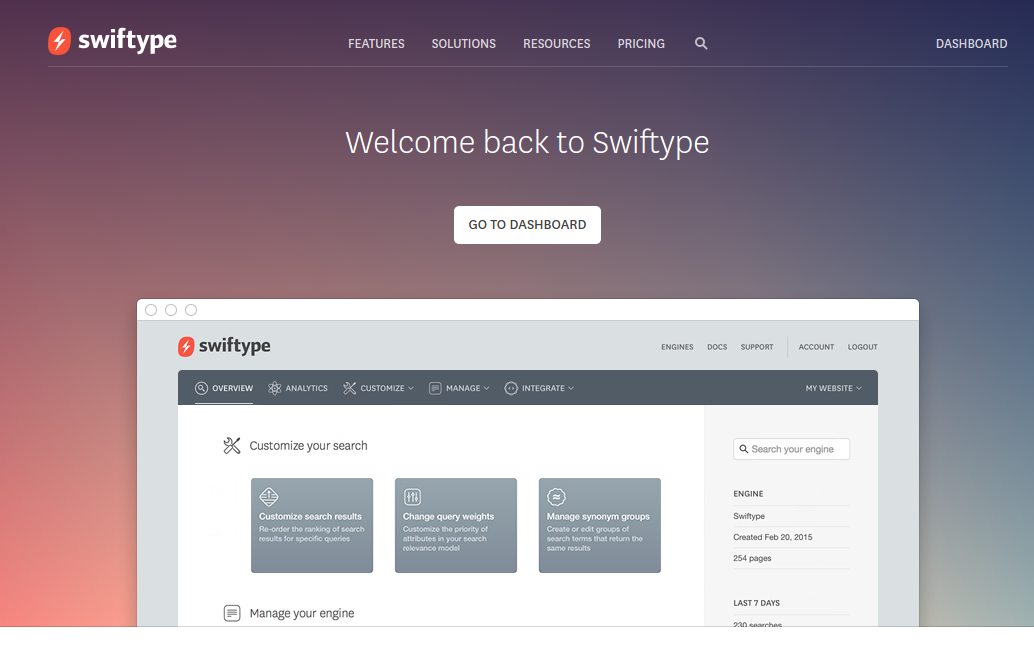 swiftype
FEATURES SOLUTIONS RESOURCES PRICING DASHBOARD
Welcome back to Swiftype
GO TO DASHBOARD
swiftype
ENGINES DOCS SUPPORT ACCOUNT LOGOUT
OVERVIEW ANALYTICS CUSTOMIZE MANAGE INTEGRATE MY WEBSITE
Customize your search
Customize search results
Re-order the ranking of search
results for specific queries
Change query weights
Customize the priority of
attributes in your search
relevance model
Manage synonym groups
Create or edit groups of
search terms that return the
same results
Manage your engine
Search your engine
ENGINE
Swiftype
Created Feb 20, 2015
254 pages
LAST 7 DAYS
230 searches